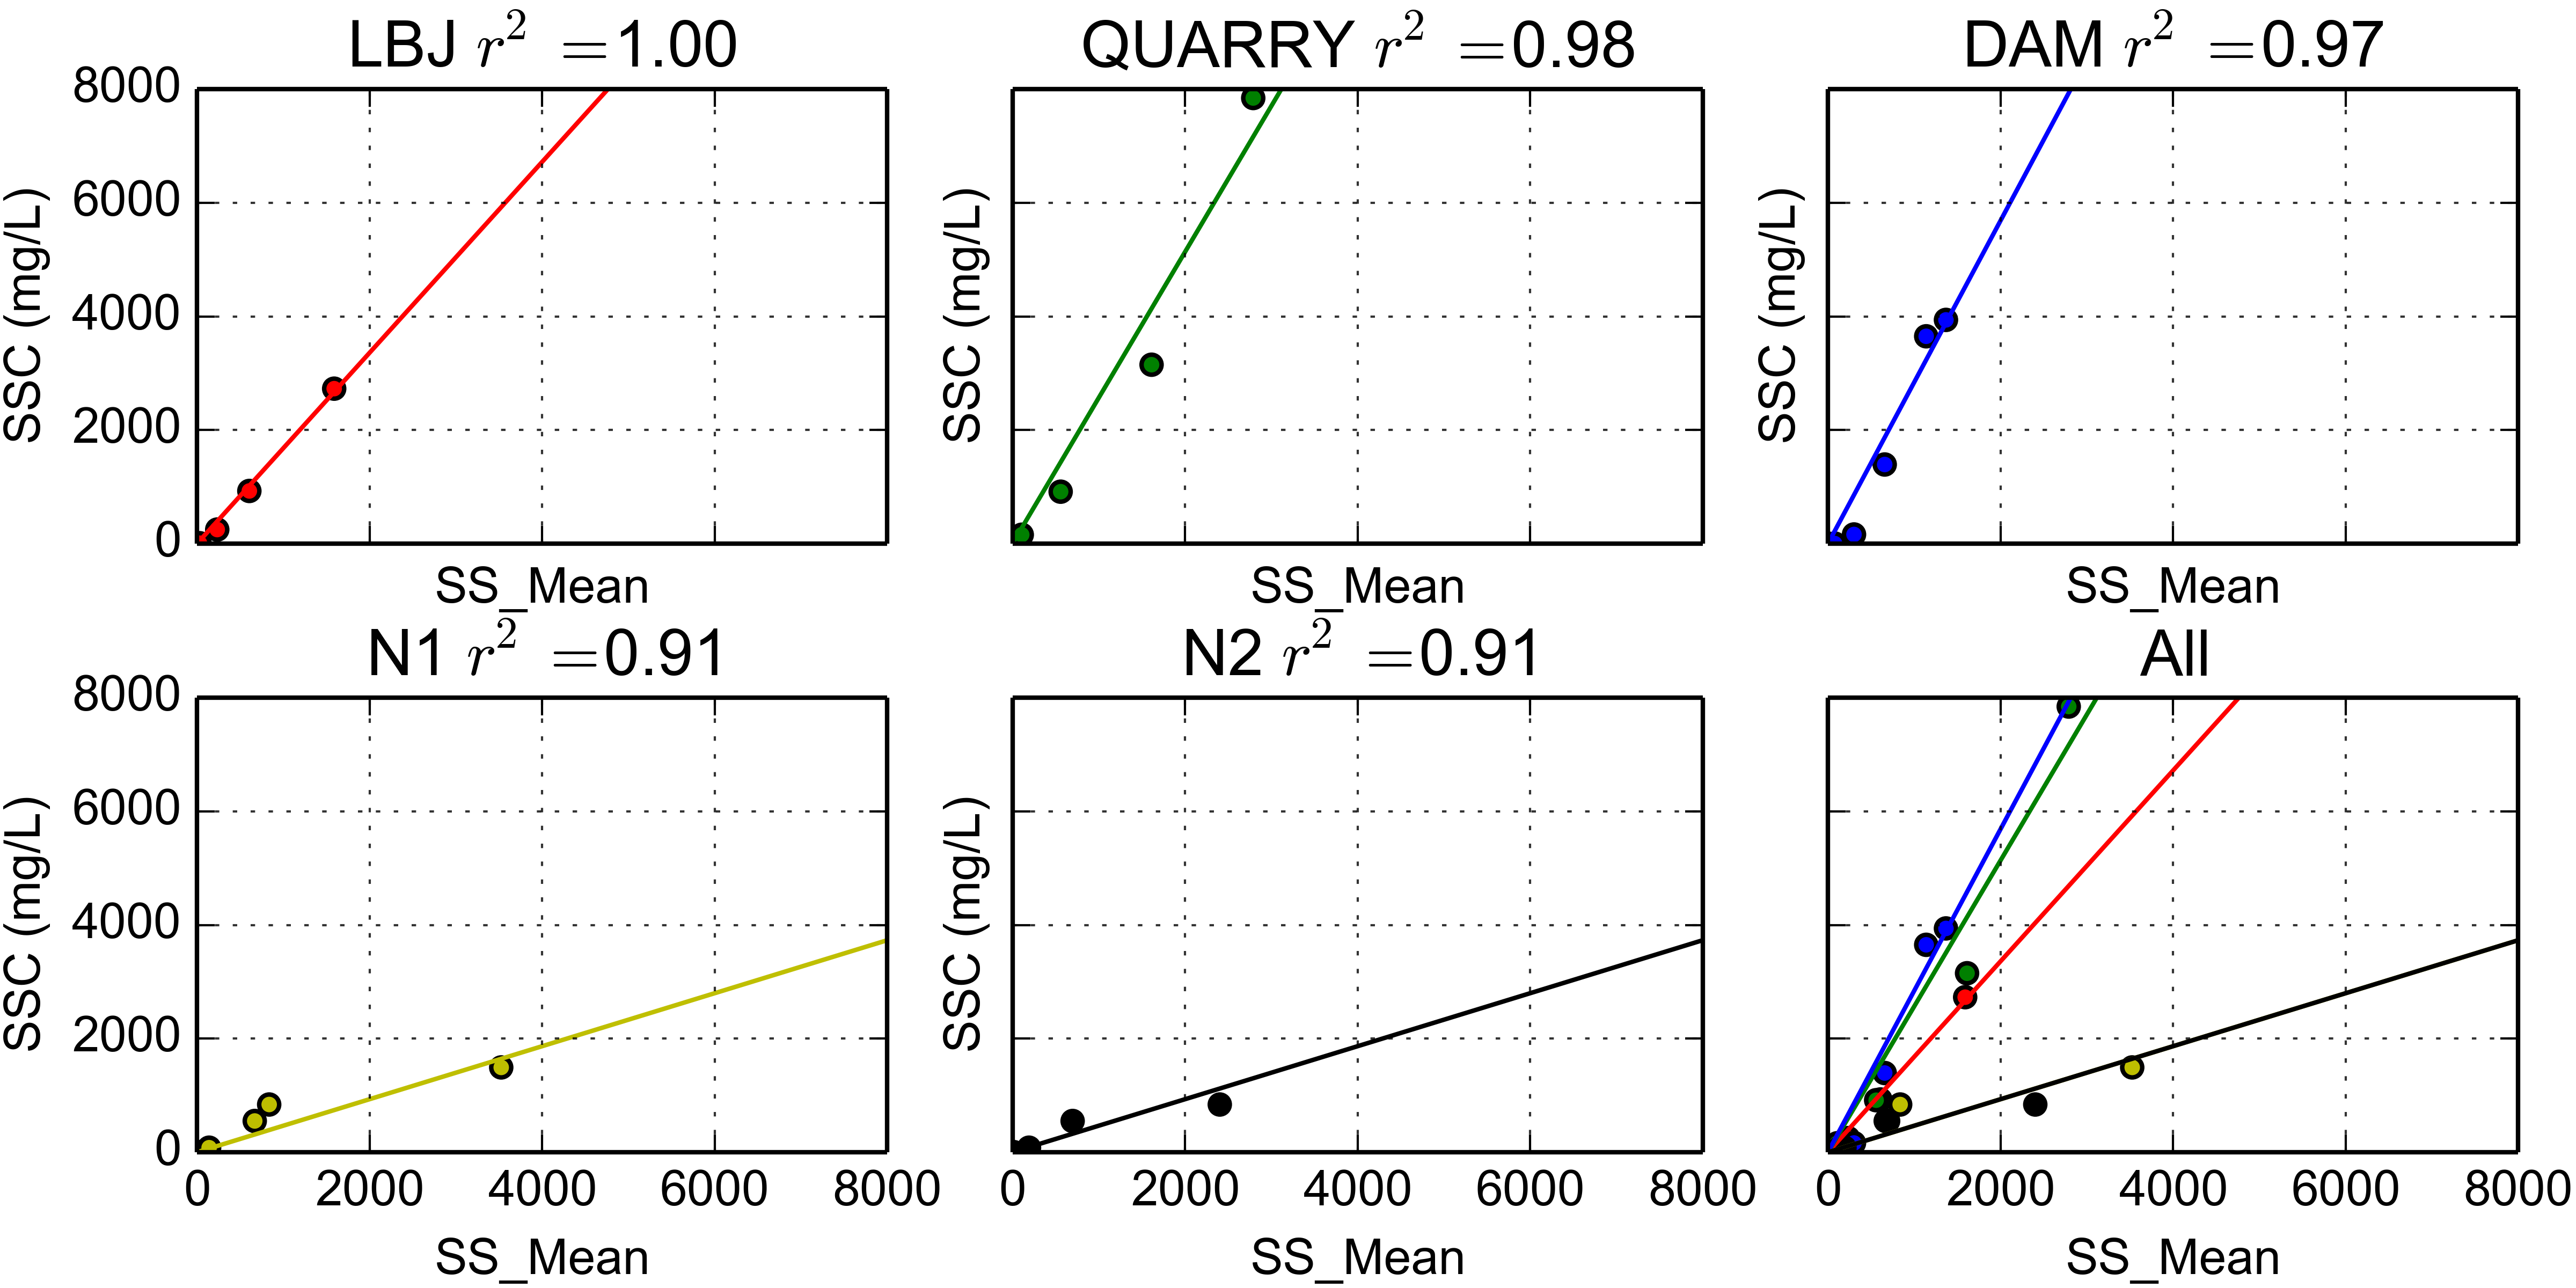 LBJ r² =1.00
QUARRY r² =0.98
DAM r² =0.97
8000
6000
4000
2000
0
SSC (mg/L)
SSC (mg/L)
SSC (mg/L)
SS_Mean
SS_Mean
SS_Mean
N1 r² =0.91
N2 r² =0.91
All
8000
6000
4000
2000
0
SSC (mg/L)
SSC (mg/L)
0 2000 4000 6000 8000
0 2000 4000 6000 8000
0 2000 4000 6000 8000
SS_Mean
SS_Mean
SS_Mean